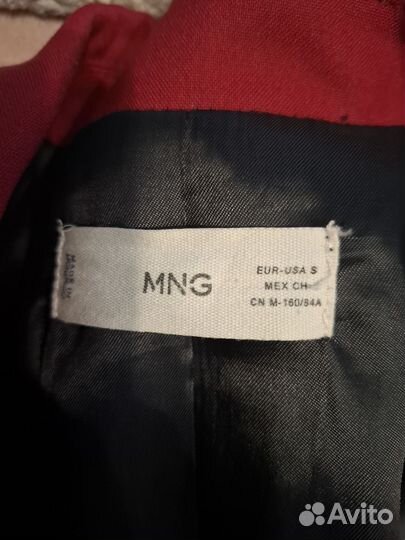 MNG
EUR-USA S
MEX CH
CN M-160/84A
Avito